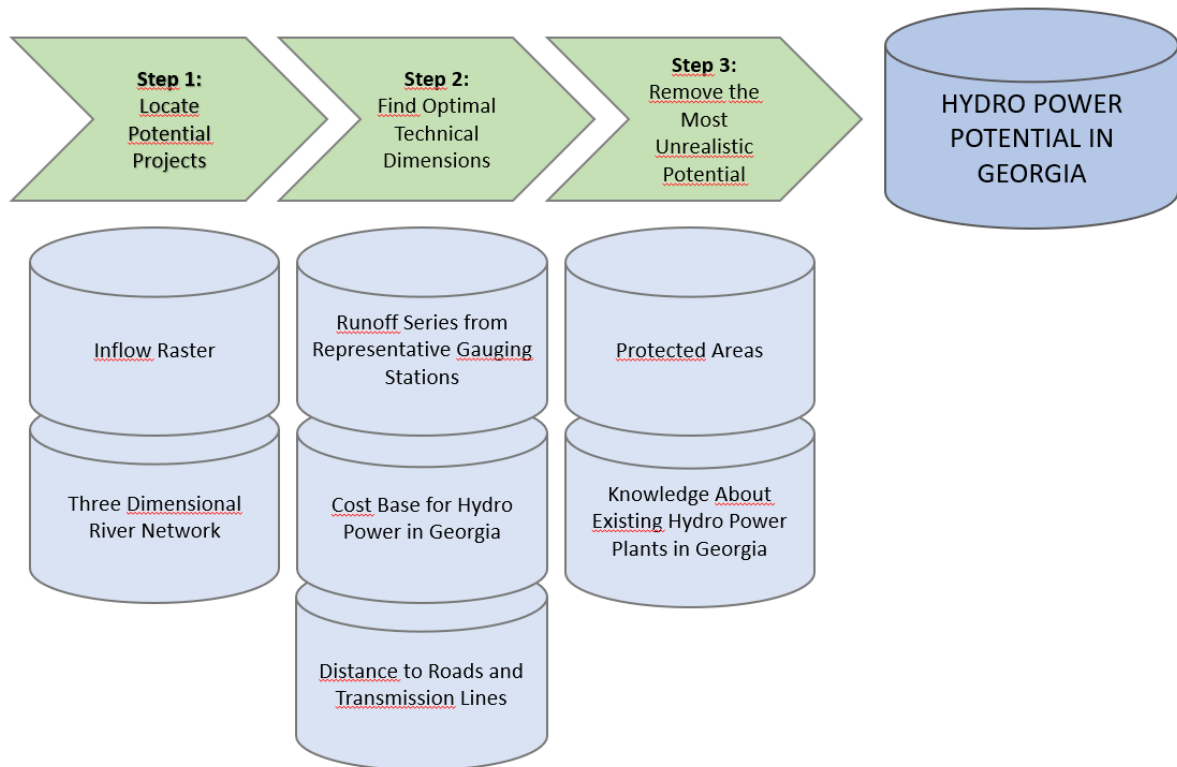 Step 1:
Locate
Potential
Projects
Step 2:
Find Optimal
Technical
Dimensions
Step 3:
Remove the
Most
Unrealistic
Potential
HYDRO POWER
POTENTIAL IN
GEORGIA
Inflow Raster
Three Dimensional
River Network
Runoff Series from
Representative Gauging
Stations
Cost Base for Hydro
Power in Georgia
Distance to Roads and
Transmission Lines
Protected Areas
Knowledge About
Existing Hydro Power
Plants in Georgia